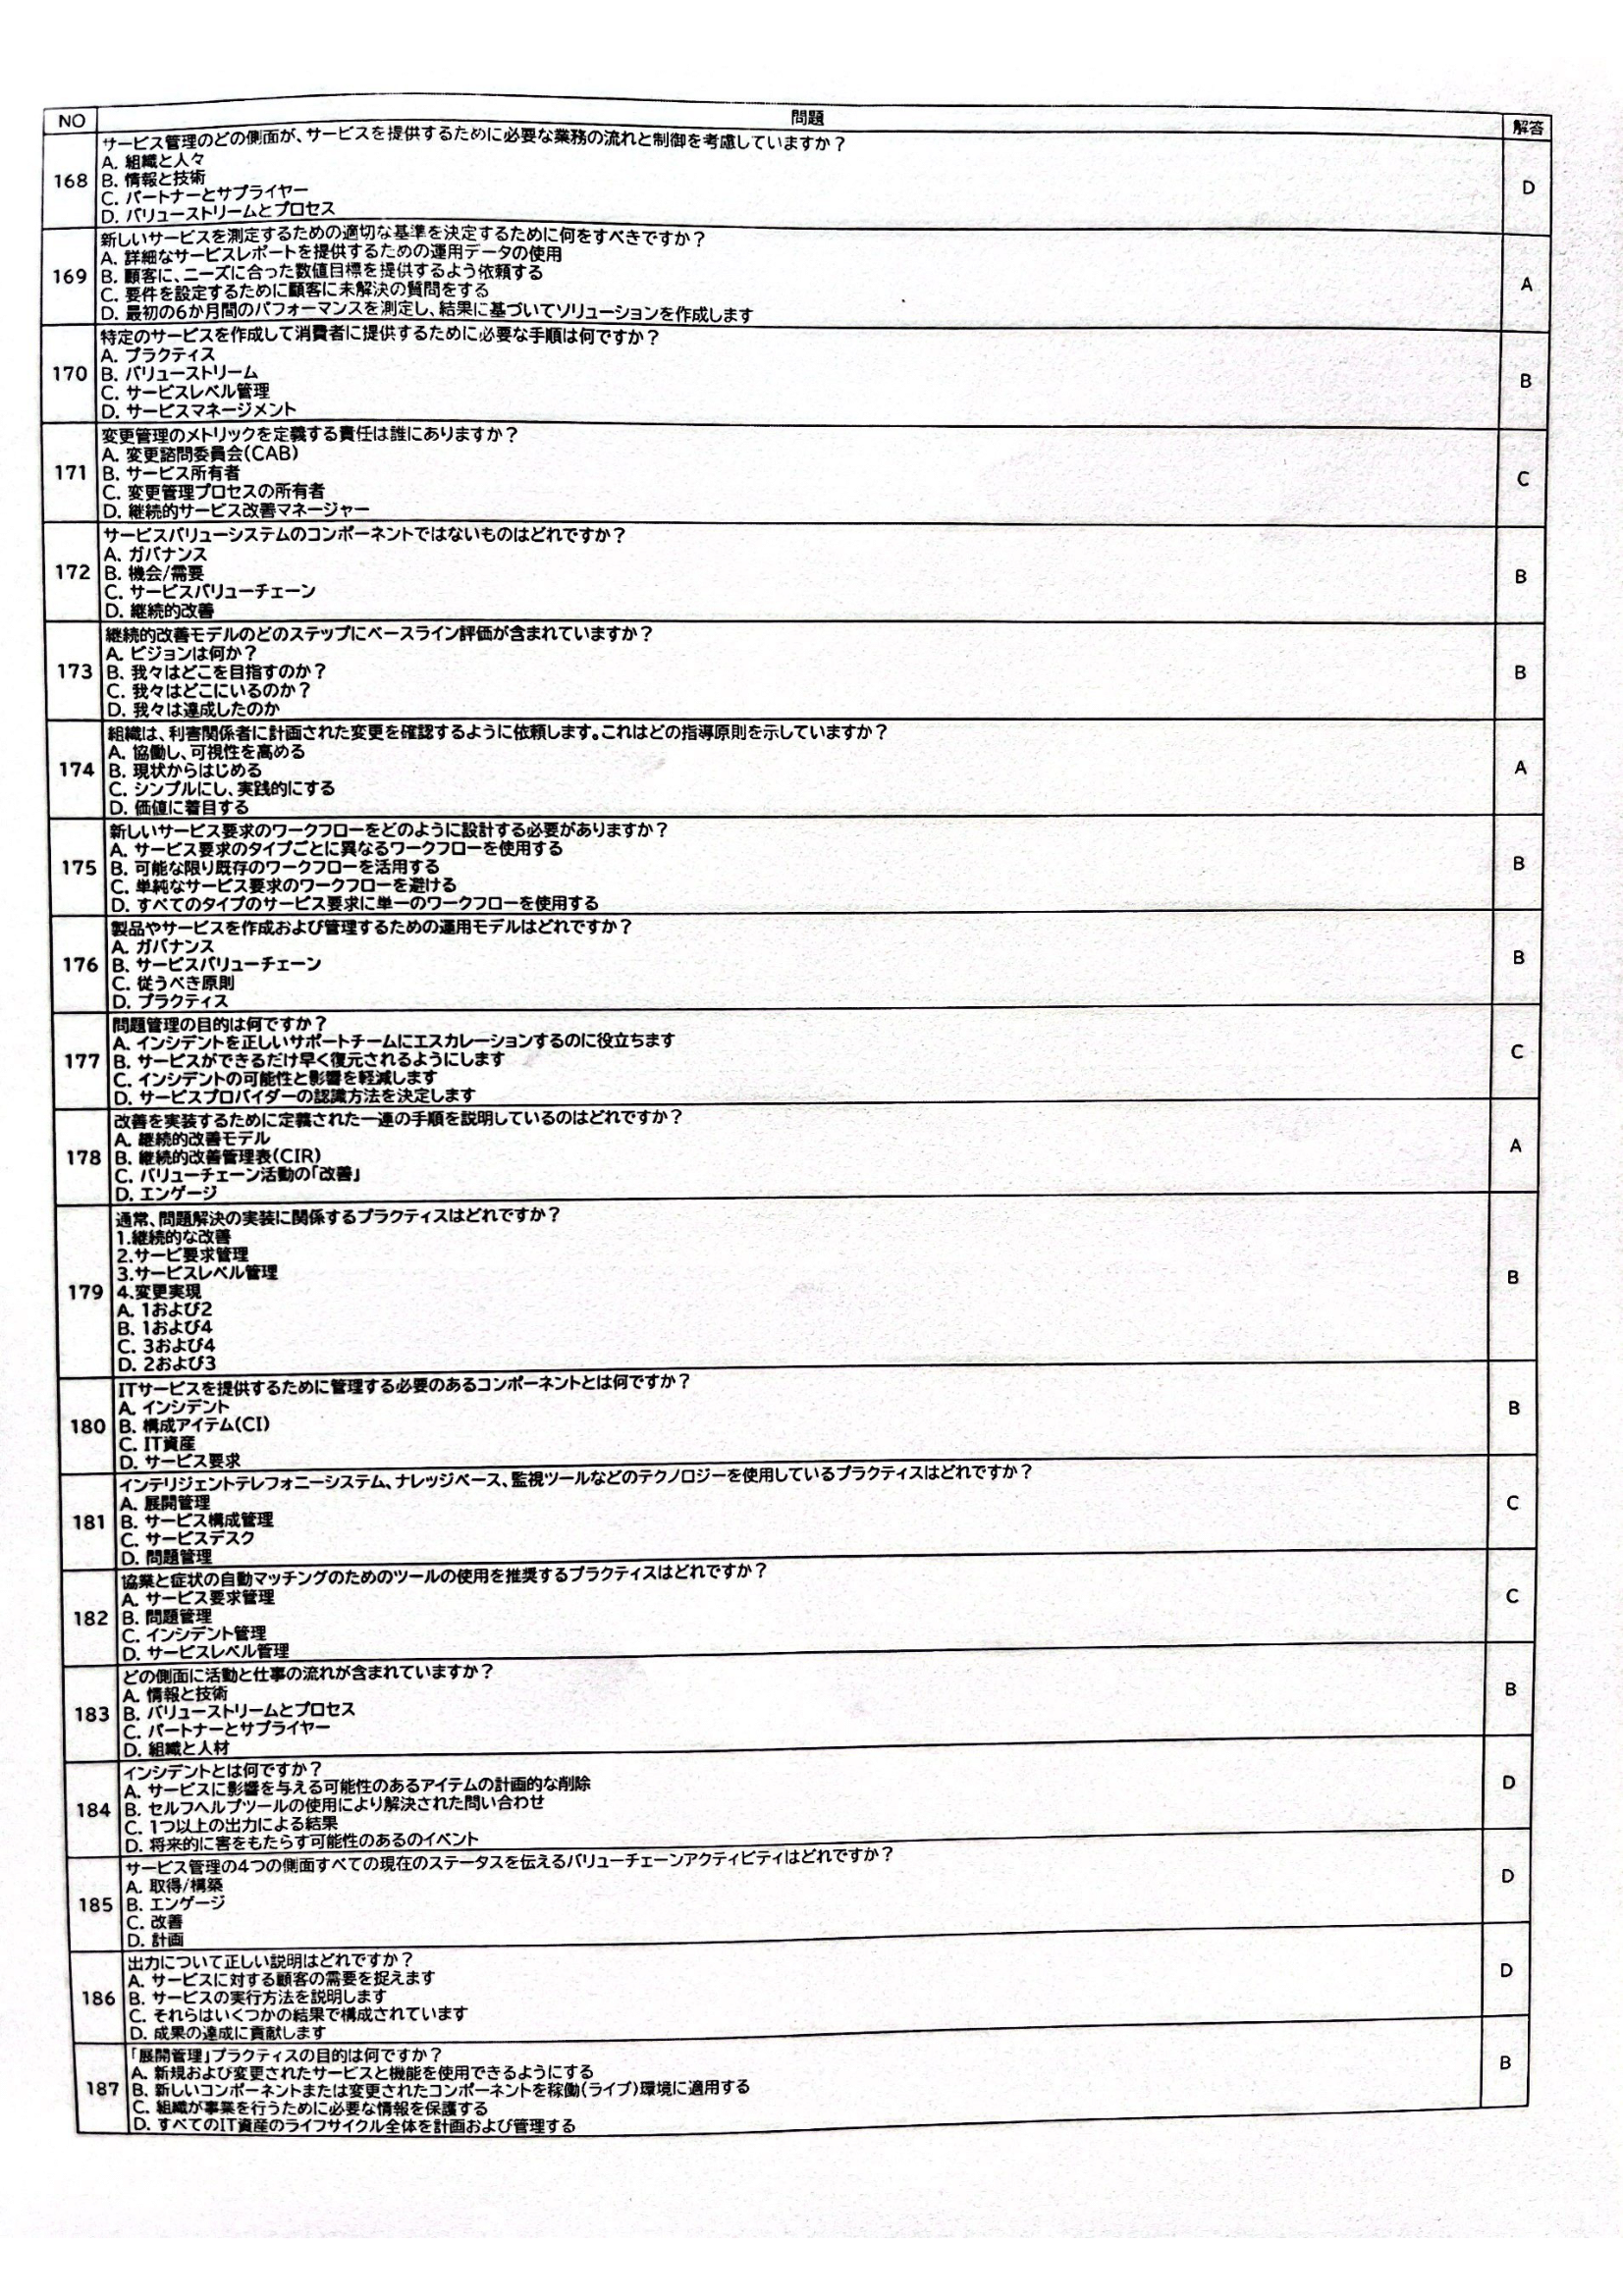 NO 問題 解答
168 サービス管理のどの側面が、サービスを提供するために必要な業務の流れと制御を考慮していますか？
A. 組織と人々
B. 情報と技術
C. パートナーとサプライヤー
D. バリューストリームとプロセス
D
169 新しいサービスを測定するための適切な基準を決定するために何をすべきですか？
A. 詳細なサービスレポートを提供するための運用データの使用
B. 顧客に、ニーズに合った数値目標を提供するよう依頼する
C. 要件を設定するために顧客に未解決の質問をする
D. 最初の6か月間のパフォーマンスを測定し、結果に基づいてソリューションを作成します
A
170 特定のサービスを作成して消費者に提供するために必要な手順は何ですか？
A. プラクティス
B. バリューストリーム
C. サービスレベル管理
D. サービスマネージメント
B
171 変更管理のメトリックを定義する責任は誰にありますか？
A. 変更諮問委員会(CAB)
B. サービス所有者
C. 変更管理プロセスの所有者
D. 継続的サービス改善マネージャー
C
172 サービスバリューシステムのコンポーネントではないものはどれですか？
A. ガバナンス
B. 機会/需要
C. サービスバリューチェーン
D. 継続的改善
B
173 継続的改善モデルのどのステップにベースライン評価が含まれていますか？
A. ビジョンは何か？
B. 我々はどこを目指すのか？
C. 我々はどこにいるのか？
D. 我々は達成したのか
B
174 組織は、利害関係者に計画された変更を確認するように依頼します。これはどの指導原則を示していますか？
A. 協働し、可視性を高める
B. 現状からはじめる
C. シンプルにし、実践的にする
D. 価値に着目する
A
175 新しいサービス要求のワークフローをどのように設計する必要がありますか？
A. サービス要求のタイプごとに異なるワークフローを使用する
B. 可能な限り既存のワークフローを活用する
C. 単純なサービス要求のワークフローを避ける
D. すべてのタイプのサービス要求に単一のワークフローを使用する
B
176 製品やサービスを作成および管理するための運用モデルはどれですか？
A. ガバナンス
B. サービスバリューチェーン
C. 従うべき原則
D. プラクティス
B
177 問題管理の目的は何ですか？
A. インシデントを正しいサポートチームにエスカレーションするのに役立ちます
B. サービスができるだけ早く復元されるようにします
C. インシデントの可能性と影響を軽減します
D. サービスプロバイダーの認識方法を決定します
C
178 改善を実装するために定義された一連の手順を説明しているのはどれですか？
A. 継続的改善モデル
B. 継続的改善管理表(CIR)
C. バリューチェーン活動の「改善」
D. エンゲージ
A
179 通常、問題解決の実装に関係するプラクティスはどれですか？
1.継続的な改善
2.サービ要求管理
3.サービスレベル管理
4.変更実現
A. 1および2
B. 1および4
C. 3および4
D. 2および3
B
180 ITサービスを提供するために管理する必要のあるコンポーネントとは何ですか？
A. インシデント
B. 構成アイテム(CI)
C. IT資産
D. サービス要求
B
181 インテリジェントテレフォニーシステム、ナレッジベース、監視ツールなどのテクノロジーを使用しているプラクティスはどれですか？
A. 展開管理
B. サービス構成管理
C. サービスデスク
D. 問題管理
C
182 協業と症状の自動マッチングのためのツールの使用を推奨するプラクティスはどれですか？
A. サービス要求管理
B. 問題管理
C. インシデント管理
D. サービスレベル管理
C
183 どの側面に活動と仕事の流れが含まれていますか？
A. 情報と技術
B. バリューストリームとプロセス
C. パートナーとサプライヤー
D. 組織と人材
B
184 インシデントとは何ですか？
A. サービスに影響を与える可能性のあるアイテムの計画的な削除
B. セルフヘルプツールの使用により解決された問い合わせ
C. 1つ以上の出力による結果
D. 将来的に害をもたらす可能性のあるのイベント
D
185 サービス管理の4つの側面すべての現在のステータスを伝えるバリューチェーンアクティビティはどれですか？
A. 取得/構築
B. エンゲージ
C. 改善
D. 計画
D
186 出力について正しい説明はどれですか？
A. サービスに対する顧客の需要を捉えます
B. サービスの実行方法を説明します
C. それらはいくつかの結果で構成されています
D. 成果の達成に貢献します
D
187 「展開管理」プラクティスの目的は何ですか？
A. 新規および変更されたサービスと機能を使用できるようにする
B. 新しいコンポーネントまたは変更されたコンポーネントを稼働(ライブ)環境に適用する
C. 組織が事業を行うために必要な情報を保護する
D. すべてのIT資産のライフサイクル全体を計画および管理する
B